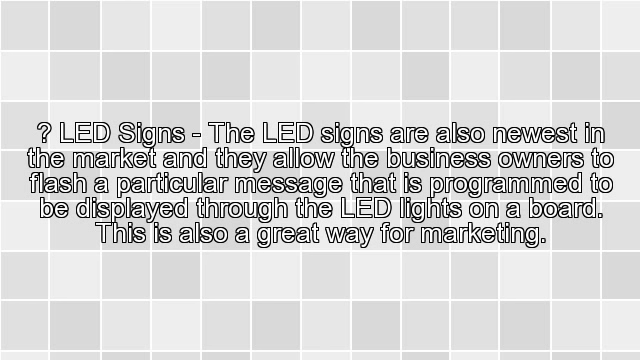 ? LED Signs - The LED signs are also newest in
the market and they allow the business owners to
flash a particular message that is programmed to
be displayed through the LED lights on a board.
This is also a great way for marketing.